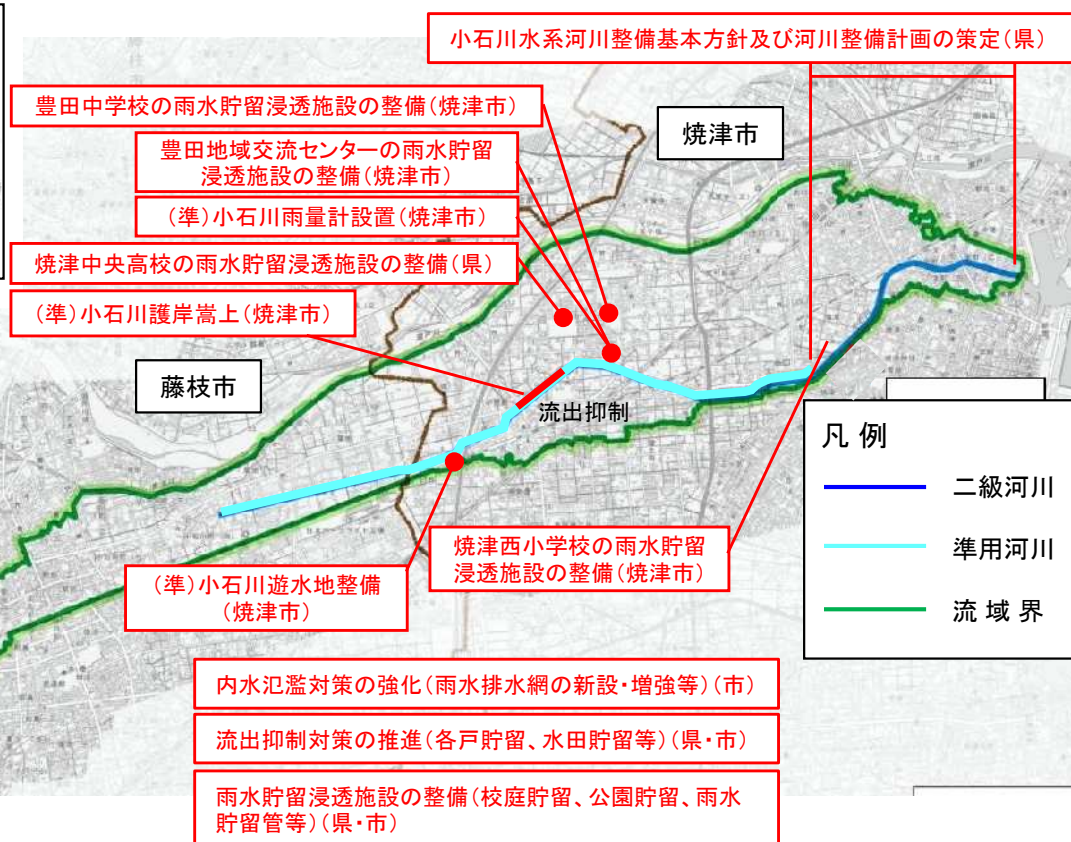 小石川水系河川整備基本方針及び河川整備計画の策定(県)
豊田中学校の雨水貯留浸透施設の整備(焼津市)
焼津市
豊田地域交流センターの雨水貯留
浸透施設の整備(焼津市)
(準)小石川雨量計設置(焼津市)
焼津中央高校の雨水貯留浸透施設の整備(県)
(準)小石川護岸嵩上(焼津市)
藤枝市
流出抑制
凡 例
二級河川
準用河川
流 域 界
焼津西小学校の雨水貯留
浸透施設の整備(焼津市)
(準)小石川遊水地整備
(焼津市)
内水氾濫対策の強化(雨水排水網の新設・増強等)(市)
流出抑制対策の推進(各戸貯留、水田貯留等)(県・市)
雨水貯留浸透施設の整備(校庭貯留、公園貯留、雨水
貯留管等)(県・市)